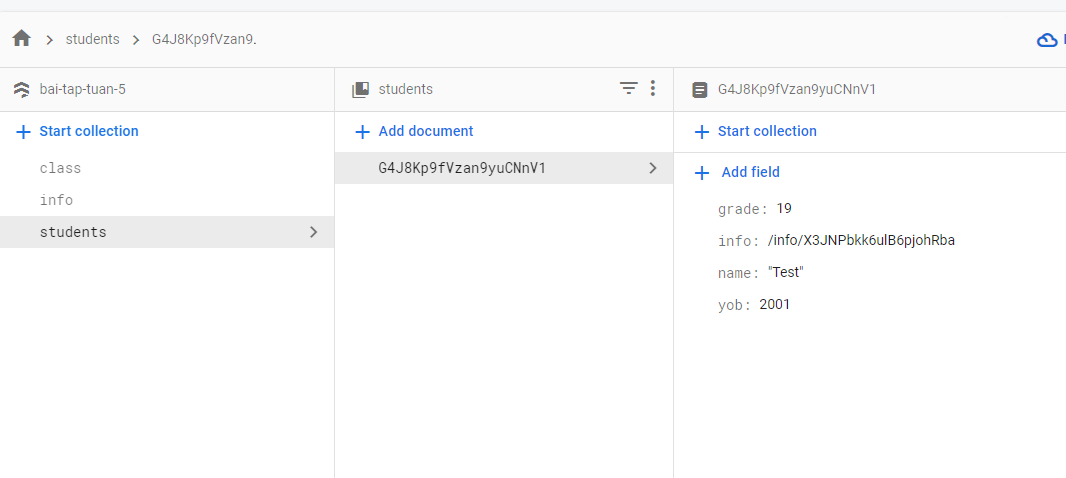 students G4J8Kp9fVzan9.
bai-tap-tuan-5
Start collection
class
info
students
students
Add document
G4J8Kp9fVzan9yuCNnV1
G4J8Kp9fVzan9yuCNnV1
Start collection
Add field
grade: 19
info: /info/X3JNPbkk6ulB6pjohRba
name: "Test"
yob: 2001